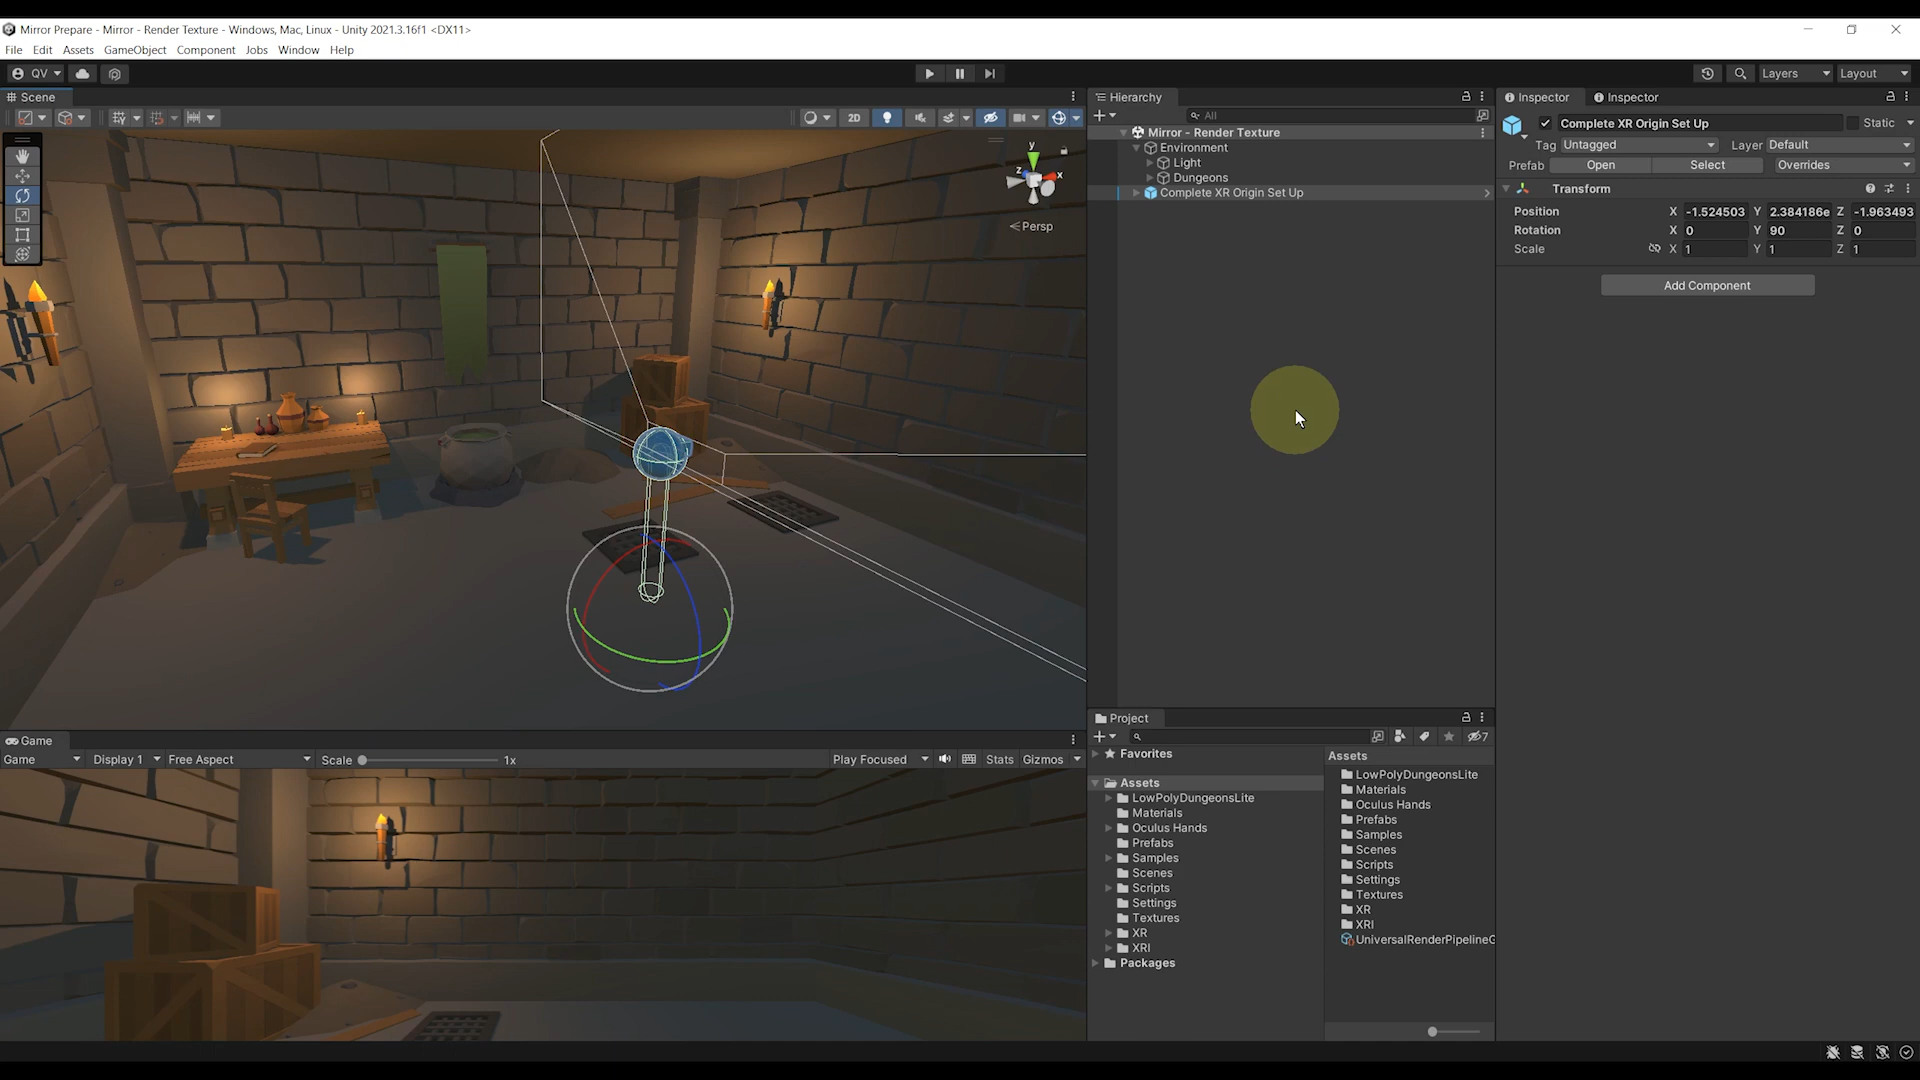 Mirror Prepare - Mirror - Render Texture - Windows, Mac, Linux - Unity 2021.3.16f1 <DX11>
File Edit Assets GameObject Component Jobs Window Help
QV
Layers Layout
Scene
2D
y
x
z
Persp
Hierarchy
All
Mirror - Render Texture
Environment
Light
Dungeons
Complete XR Origin Set Up
Inspector Inspector
Complete XR Origin Set Up Static
Tag Untagged Layer Default
Prefab Open Select Overrides
Transform
Position X -1.524503 Y 2.384186e Z -1.963493
Rotation X 0 Y 90 Z 0
Scale X 1 Y 1 Z 1
Add Component
Game
Game Display 1 Free Aspect Scale 1x Play Focused Stats Gizmos
Project
7
Favorites
Assets
LowPolyDungeonsLite
Materials
Oculus Hands
Prefabs
Samples
Scenes
Scripts
Settings
Textures
XR
XRI
Packages
Assets
LowPolyDungeonsLite
Materials
Oculus Hands
Prefabs
Samples
Scenes
Scripts
Settings
Textures
XR
XRI
UniversalRenderPipelineG